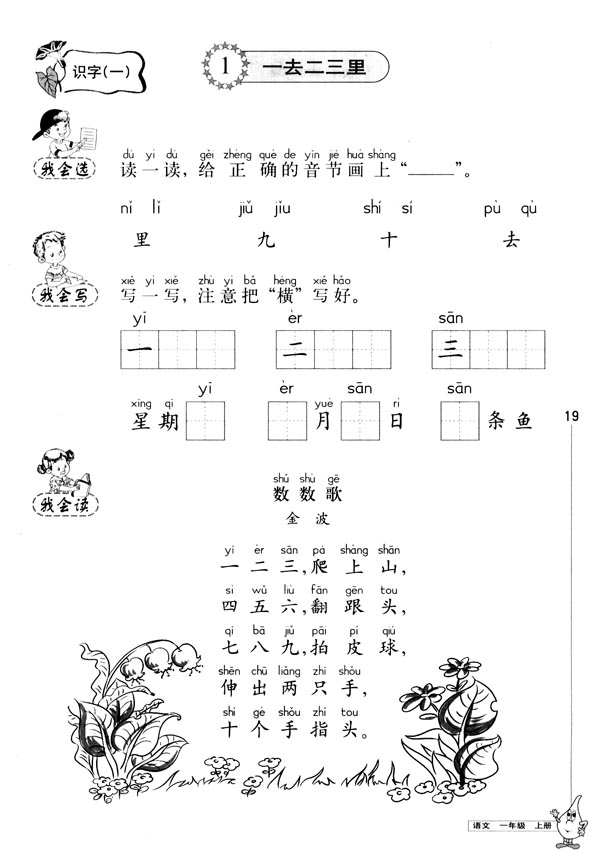 识字(一)
1 一去二三里
我会选
dú yi dú gěi zhèng què de yīn jié huà shàng
读一读，给正确的音节画上“_____”。
nǐ lǐ jiǔ jiu shí sí pù qù
里 九 十 去
我会写
xiě yi xiě zhù yì bǎ héng xiě hǎo
写一写，注意把“横”写好。
yī èr sān
一 二 三
yī èr sān sān
xīng qī yuè rì
星期 月 日 条鱼
19
我会读
shǔ shù gē
数数歌
金波
yī èr sān pá shàng shān
一二三，爬上山，
sì wǔ liù fān gēn tou
四五六，翻跟头，
qī bā jiǔ pāi pí qiú
七八九，拍皮球，
shēn chū liǎng zhī shǒu
伸出两只手，
shí gè shǒu zhǐ tou
十个手指头。
语文 一年级 上册